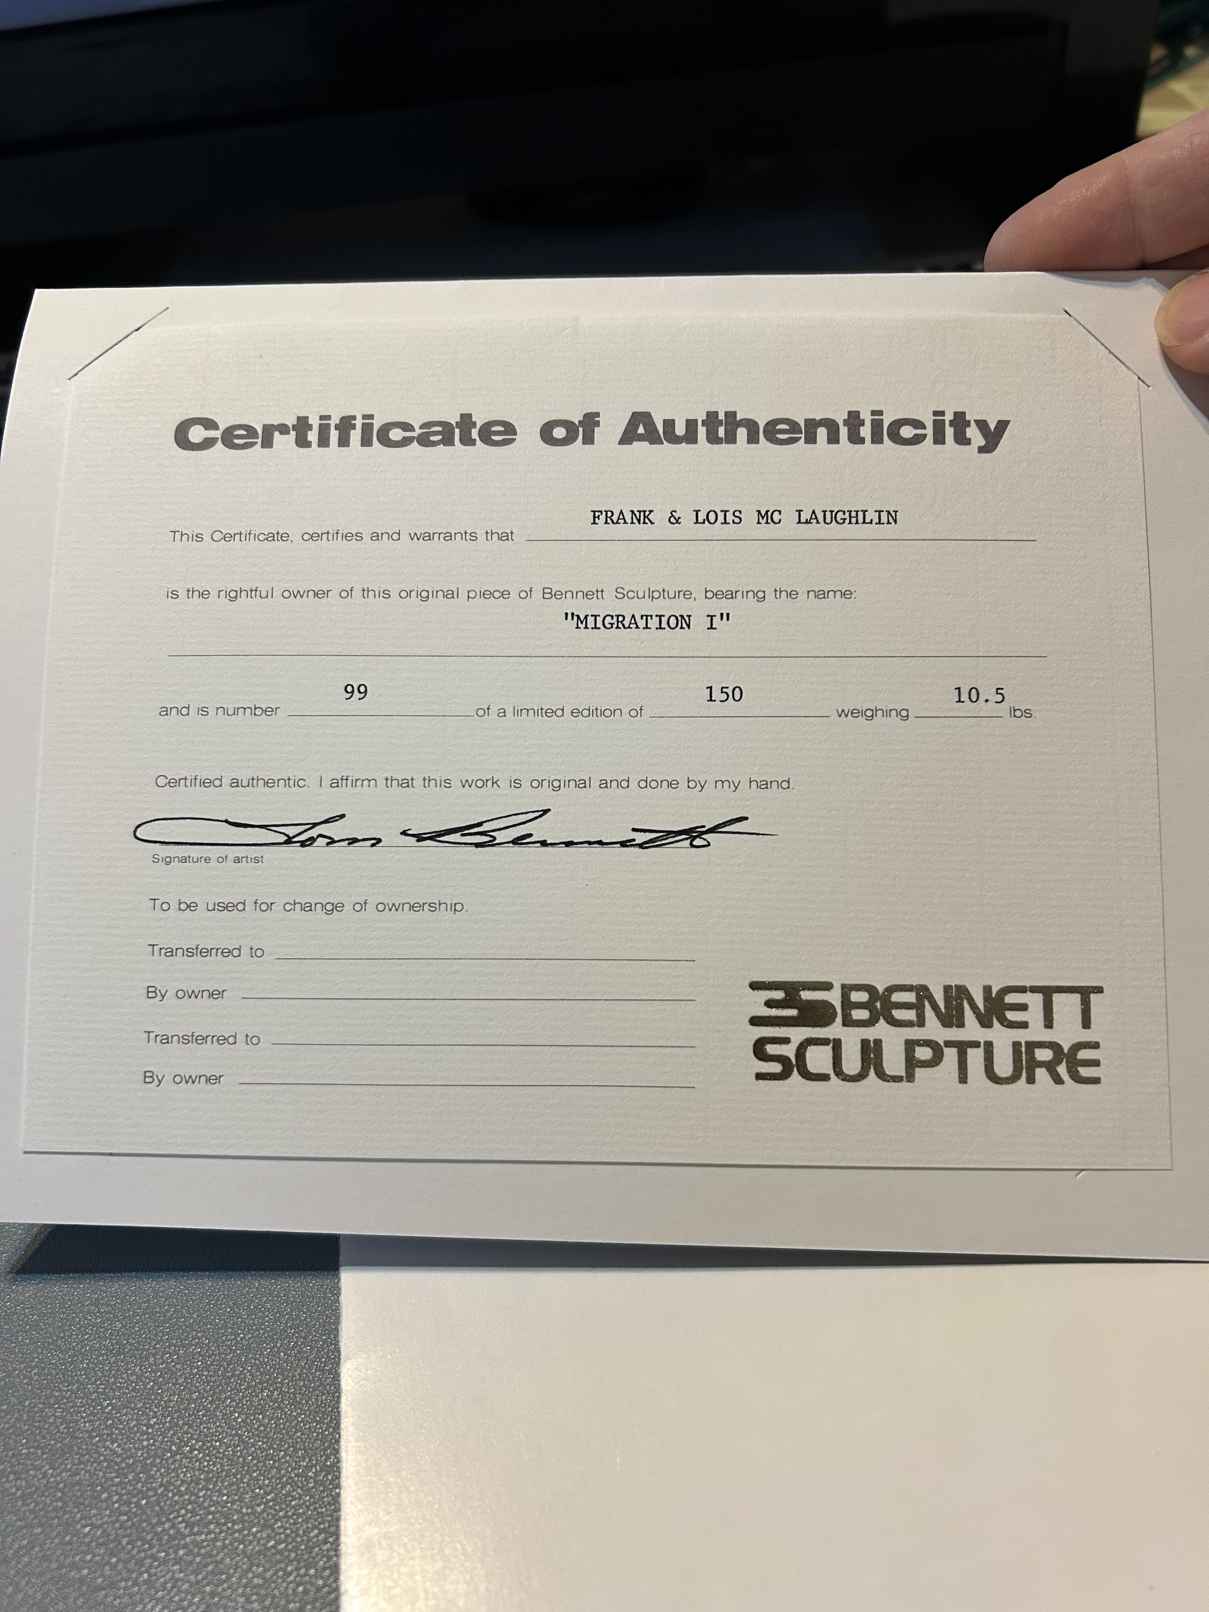 Certificate of Authenticity
FRANK & LOIS MC LAUGHLIN
This Certificate, certifies and warrants that
is the rightful owner of this original piece of Bennett Sculpture, bearing the name:
"MIGRATION I"
99 150 10.5
and is number of a limited edition of weighing lbs.
Certified authentic. I affirm that this work is original and done by my hand.
Tom Bennett
Signature of artist
To be used for change of ownership.
Transferred to
By owner
Transferred to
By owner
BENNETT
SCULPTURE